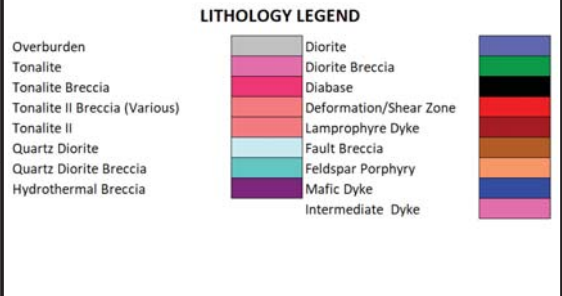 LITHOLOGY LEGEND
Overburden
Tonalite
Tonalite Breccia
Tonalite II Breccia (Various)
Tonalite II
Quartz Diorite
Quartz Diorite Breccia
Hydrothermal Breccia
Diorite
Diorite Breccia
Diabase
Deformation/Shear Zone
Lamprophyre Dyke
Fault Breccia
Feldspar Porphyry
Mafic Dyke
Intermediate Dyke